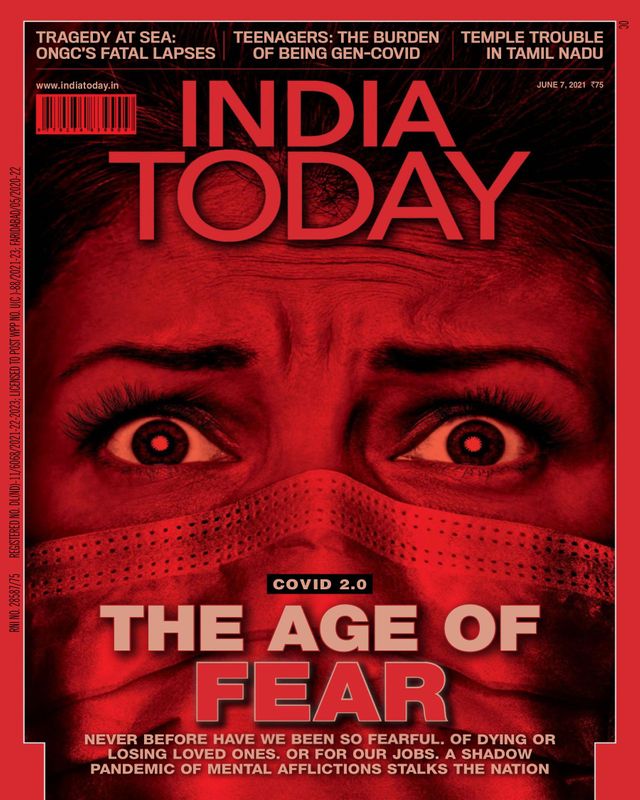 TRAGEDY AT SEA:
ONGC'S FATAL LAPSES
TEENAGERS: THE BURDEN
OF BEING GEN-COVID
TEMPLE TROUBLE
IN TAMIL NADU
www.indiatoday.in
JUNE 7, 2021 ₹75
INDIA
TODAY
COVID 2.0
THE AGE OF
FEAR
NEVER BEFORE HAVE WE BEEN SO FEARFUL. OF DYING OR
LOSING LOVED ONES. OR FOR OUR JOBS. A SHADOW
PANDEMIC OF MENTAL AFFLICTIONS STALKS THE NATION
RNI NO. 28587/75 REGISTERED NO. DL(ND)-11/6068/2021-22-2023; LICENSED TO POST WPP NO. U(C)-88/2021-23; FARIDABAD/05/2020-22